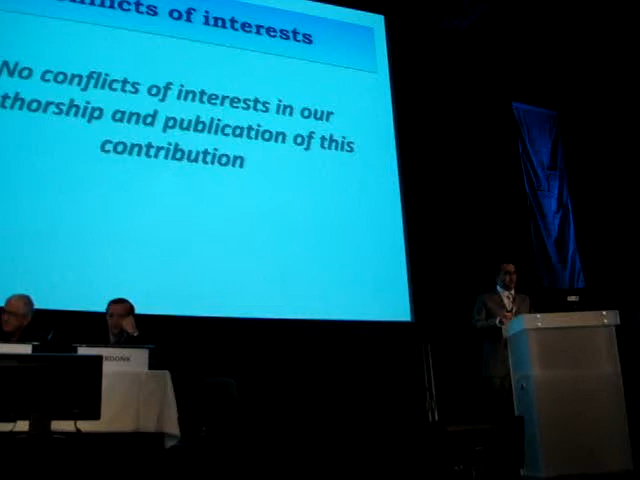 nflicts of interests
No conflicts of interests in our
thorship and publication of this
contribution
RDONK